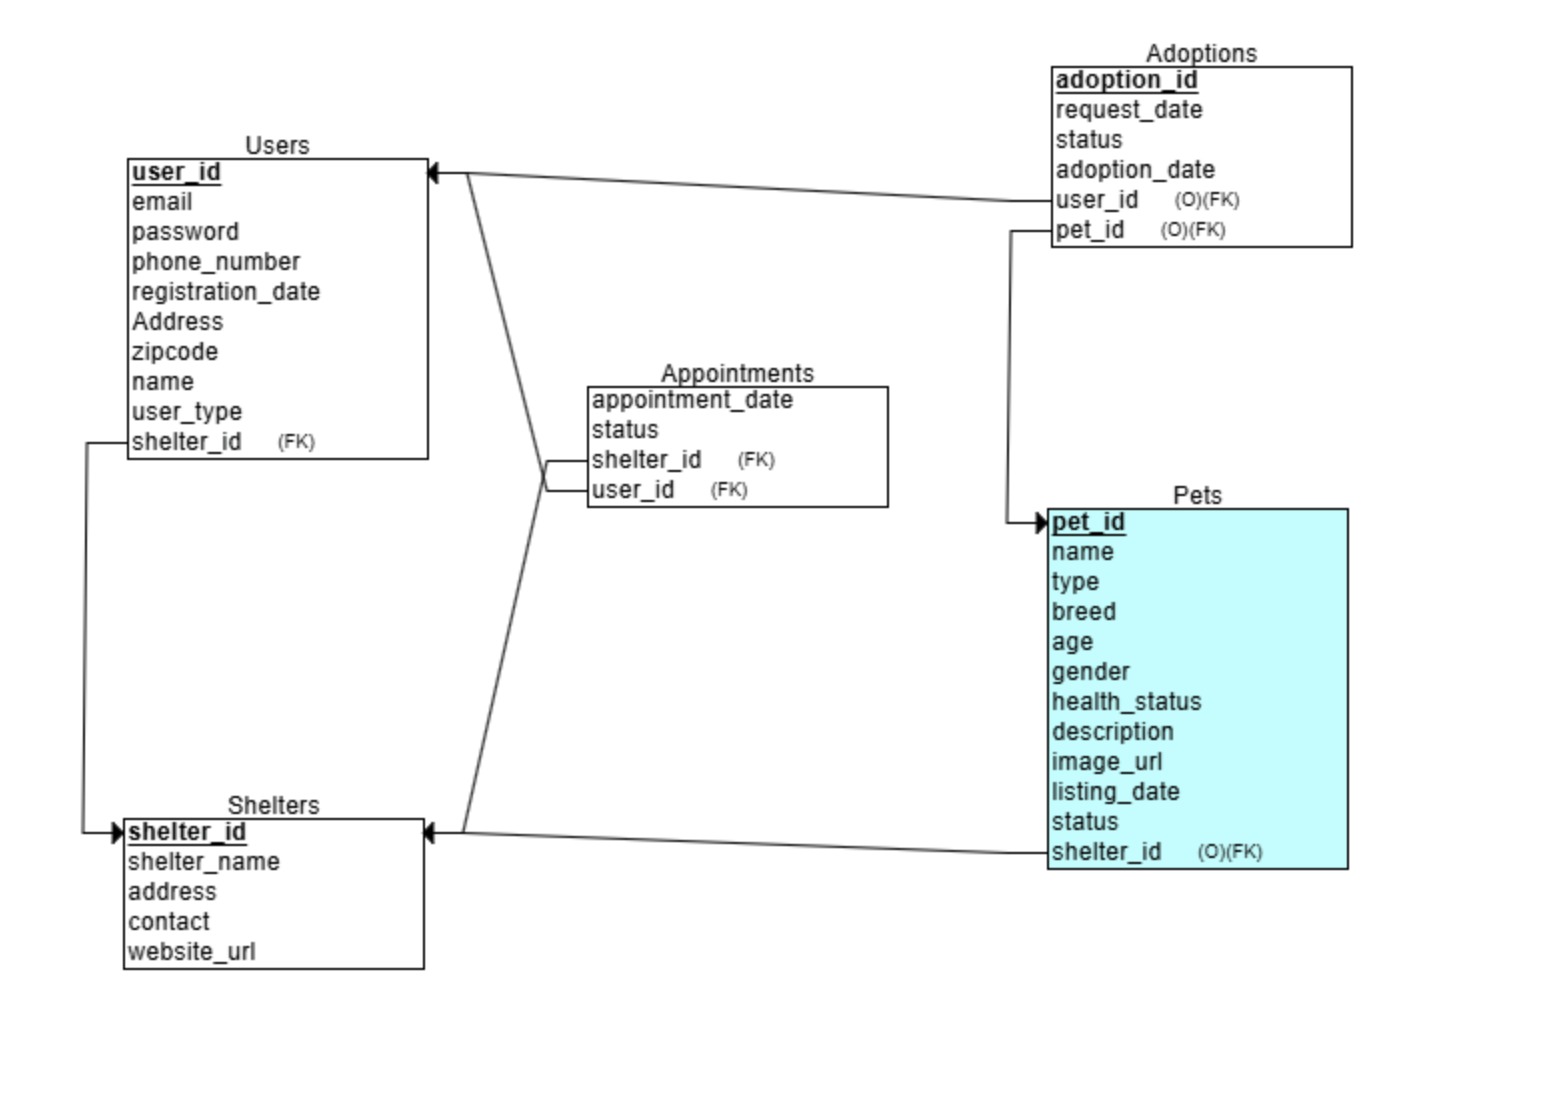 Users
user_id
email
password
phone_number
registration_date
Address
zipcode
name
user_type
shelter_id (FK)
Adoptions
adoption_id
request_date
status
adoption_date
user_id (O)(FK)
pet_id (O)(FK)
Appointments
appointment_date
status
shelter_id (FK)
user_id (FK)
Pets
pet_id
name
type
breed
age
gender
health_status
description
image_url
listing_date
status
shelter_id (O)(FK)
Shelters
shelter_id
shelter_name
address
contact
website_url